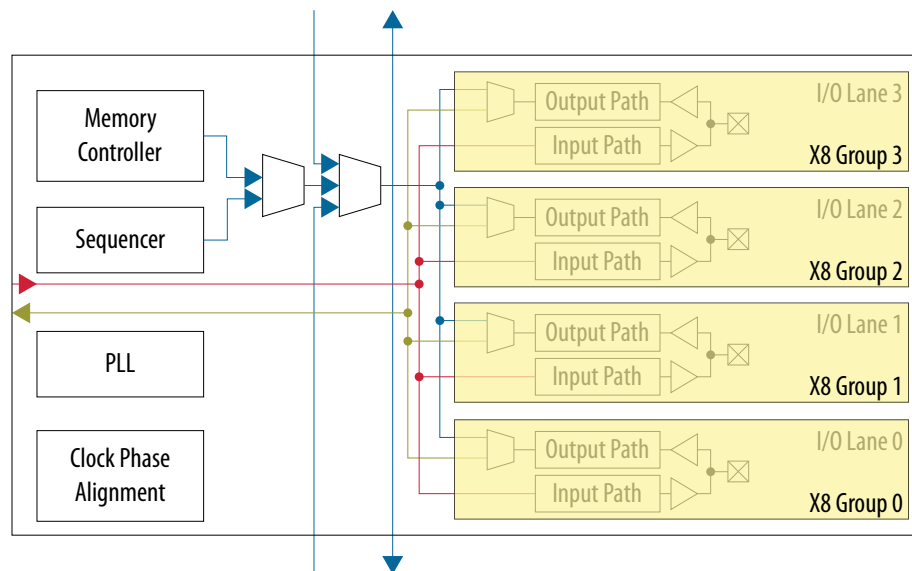 Memory
Controller
Sequencer
PLL
Clock Phase
Alignment
Output Path
I/O Lane 3
Input Path
X8 Group 3
Output Path
I/O Lane 2
Input Path
X8 Group 2
Output Path
I/O Lane 1
Input Path
X8 Group 1
Output Path
I/O Lane 0
Input Path
X8 Group 0